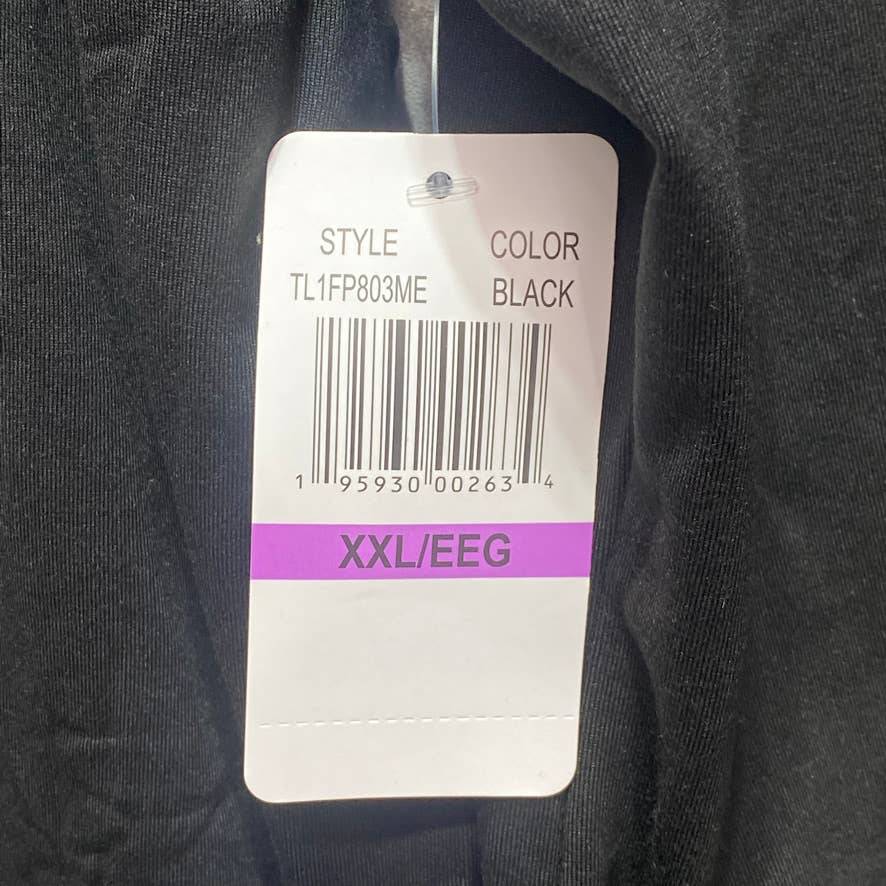 STYLE COLOR
TL1FP803ME BLACK
1 95930 00263 4
XXL/EEG